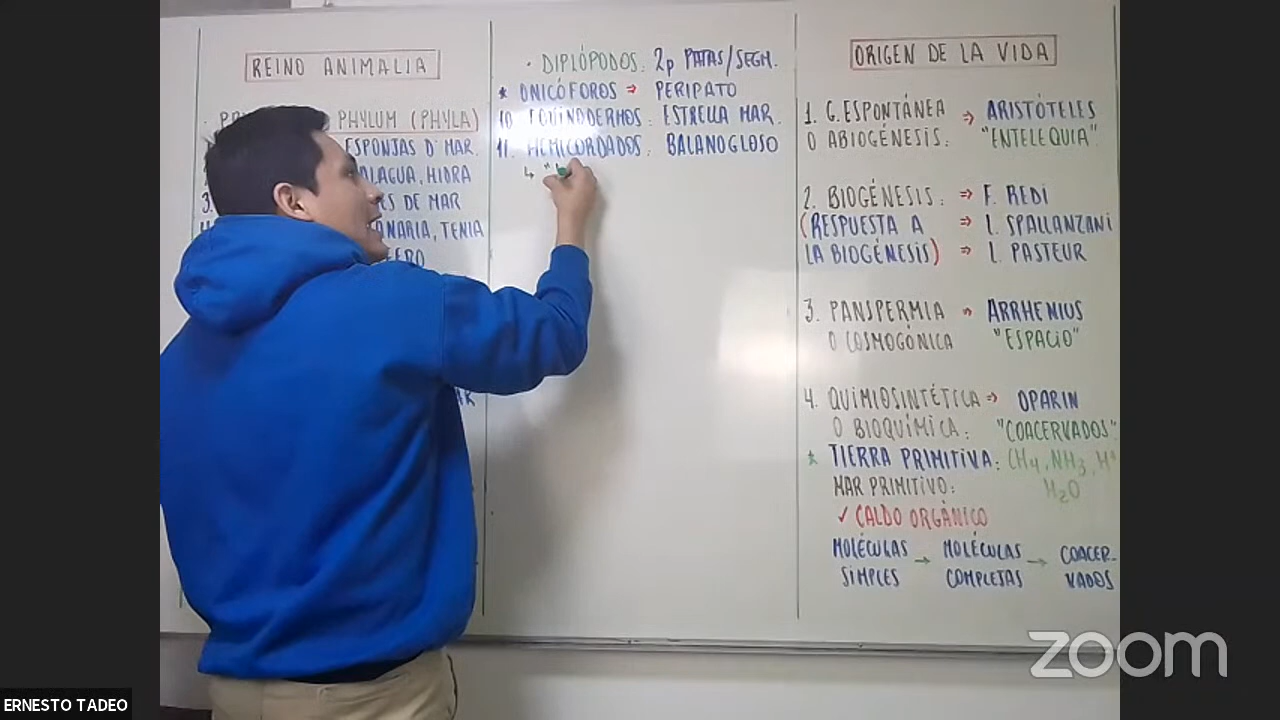 REINO ANIMALIA
PHYLUM (PHYLA)
ESPONJAS D' MAR.
HIDRA
3. ES DE MAR
TENIA
· DIPLÓPODOS: 2p PATAS/SEGM.
* ONICÓFOROS ⇒ PERIPATO
10. EQUINODERMOS: ESTRELLA MAR.
11. HEMICORDADOS: BALANOGLOSO
ORIGEN DE LA VIDA
1. G. ESPONTÁNEA ⇒ ARISTÓTELES
O ABIOGÉNESIS: "ENTELEQUIA"
2. BIOGÉNESIS: ⇒ F. REDI
(RESPUESTA A ⇒ L. SPALLANZANI
LA BIOGÉNESIS) ⇒ L. PASTEUR
3. PANSPERMIA ⇒ ARRHENIUS
O COSMOGÓNICA "ESPACIO"
4. QUIMIOSINTÉTICA ⇒ OPARIN
O BIOQUÍMICA: "COACERVADOS"
* TIERRA PRIMITIVA: CH4, NH3, H
MAR PRIMITIVO: H2O
✓ CALDO ORGÁNICO
MOLÉCULAS → MOLÉCULAS → COACER-
SIMPLES COMPLEJAS VADOS
zoom
ERNESTO TADEO